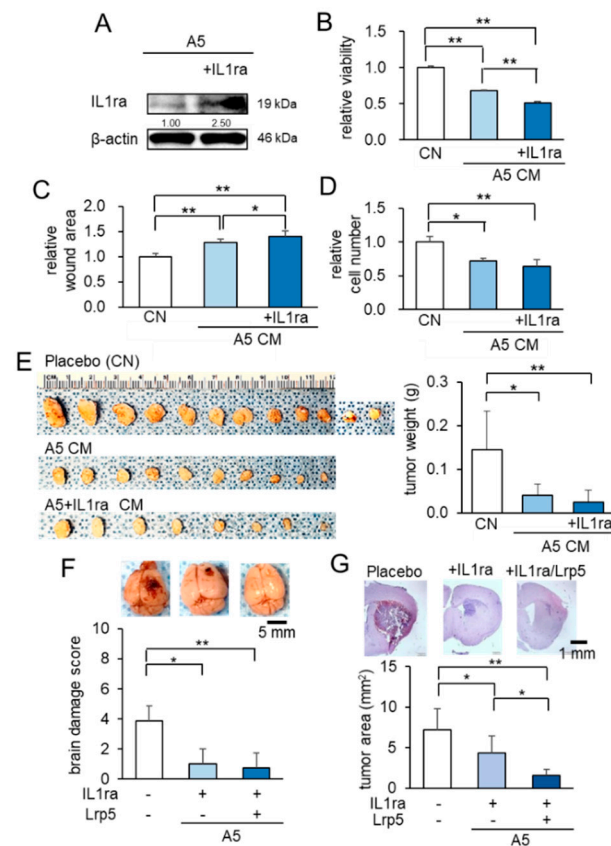 A
A5
+IL1ra
IL1ra
19 kDa
1.00 2.50
β-actin
46 kDa
B
relative viability
1.5
1.0
0.5
0.0
**
**
**
CN
+IL1ra
A5 CM
C
relative
wound area
2.0
1.5
1.0
0.5
0.0
**
**
*
CN
+IL1ra
A5 CM
D
relative
cell number
1.5
1.0
0.5
0.0
**
*
CN
+IL1ra
A5 CM
E
Placebo (CN)
A5 CM
A5+IL1ra CM
tumor weight (g)
0.3
0.2
0.1
0.0
**
*
CN
+IL1ra
A5 CM
F
5 mm
brain damage score
8
6
4
2
0
**
*
IL1ra - + +
Lrp5 - - +
A5
G
Placebo +IL1ra +IL1ra/Lrp5
1 mm
tumor area (mm²)
15
10
5
0
**
*
*
IL1ra - + +
Lrp5 - - +
A5